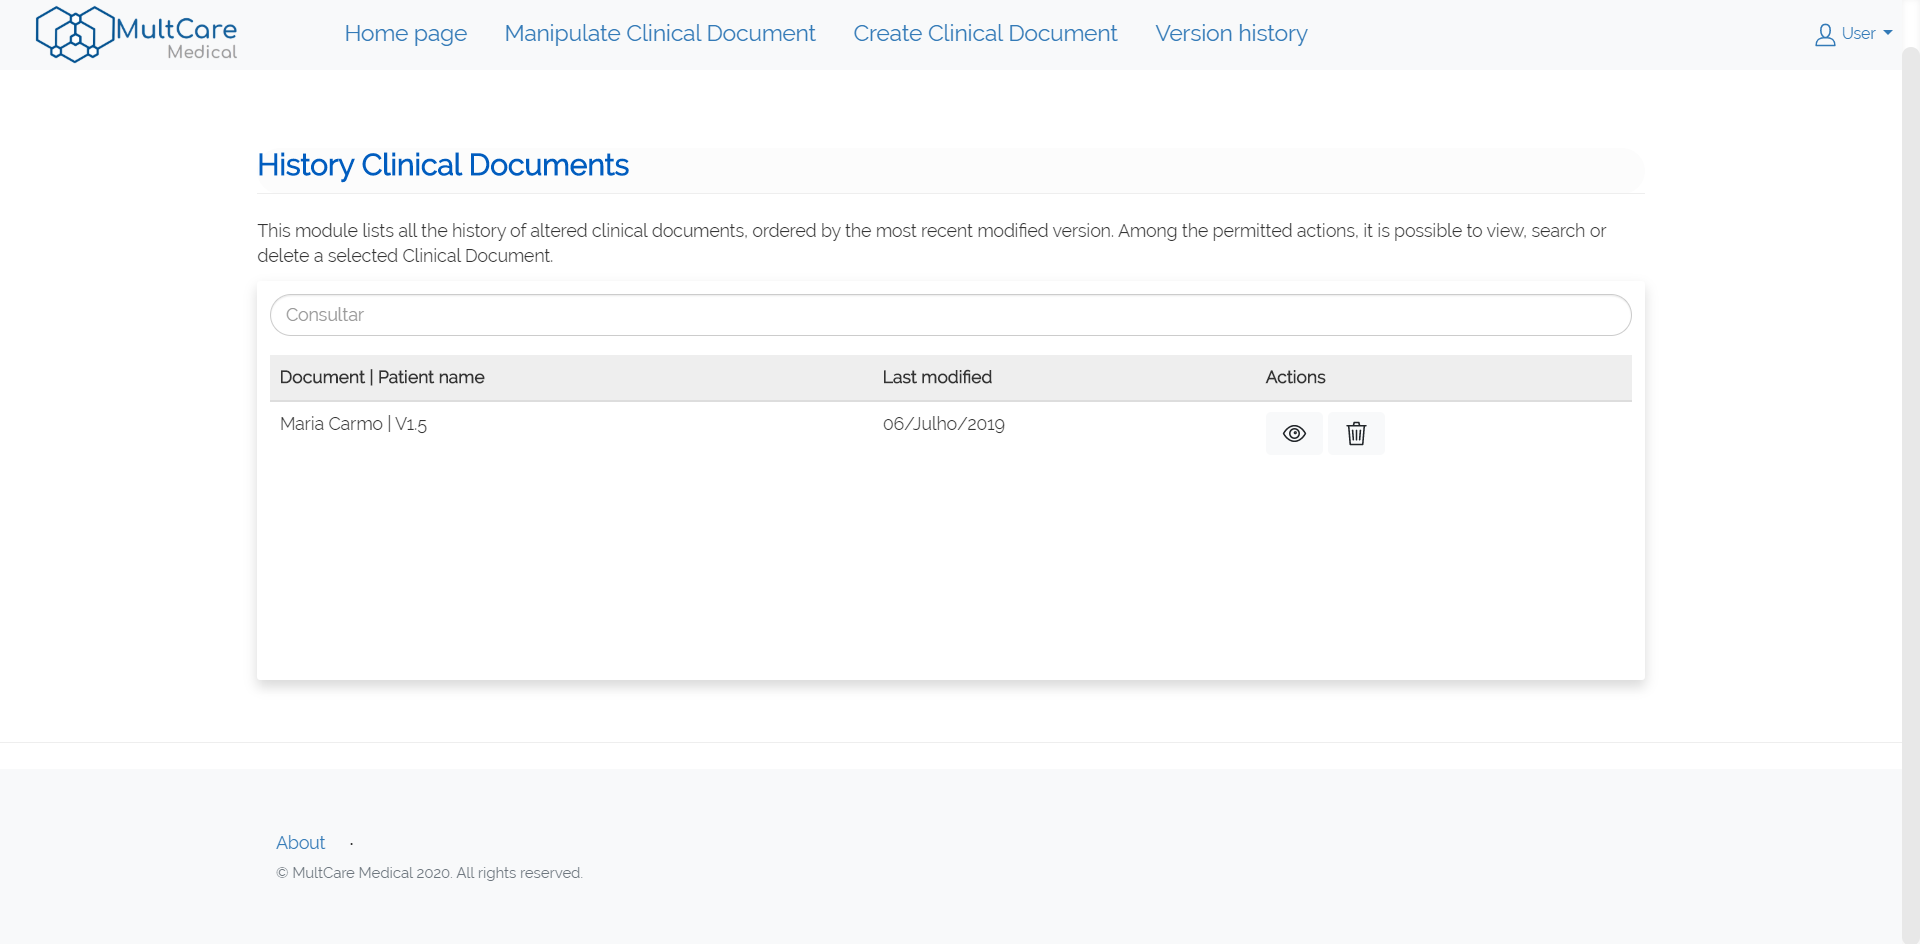 MultCare
Medical
Home page
Manipulate Clinical Document
Create Clinical Document
Version history
User
History Clinical Documents
This module lists all the history of altered clinical documents, ordered by the most recent modified version. Among the permitted actions, it is possible to view, search or
delete a selected Clinical Document.
Consultar
Document | Patient name
Last modified
Actions
Maria Carmo | V1.5
06/Julho/2019
About ·
© MultCare Medical 2020. All rights reserved.